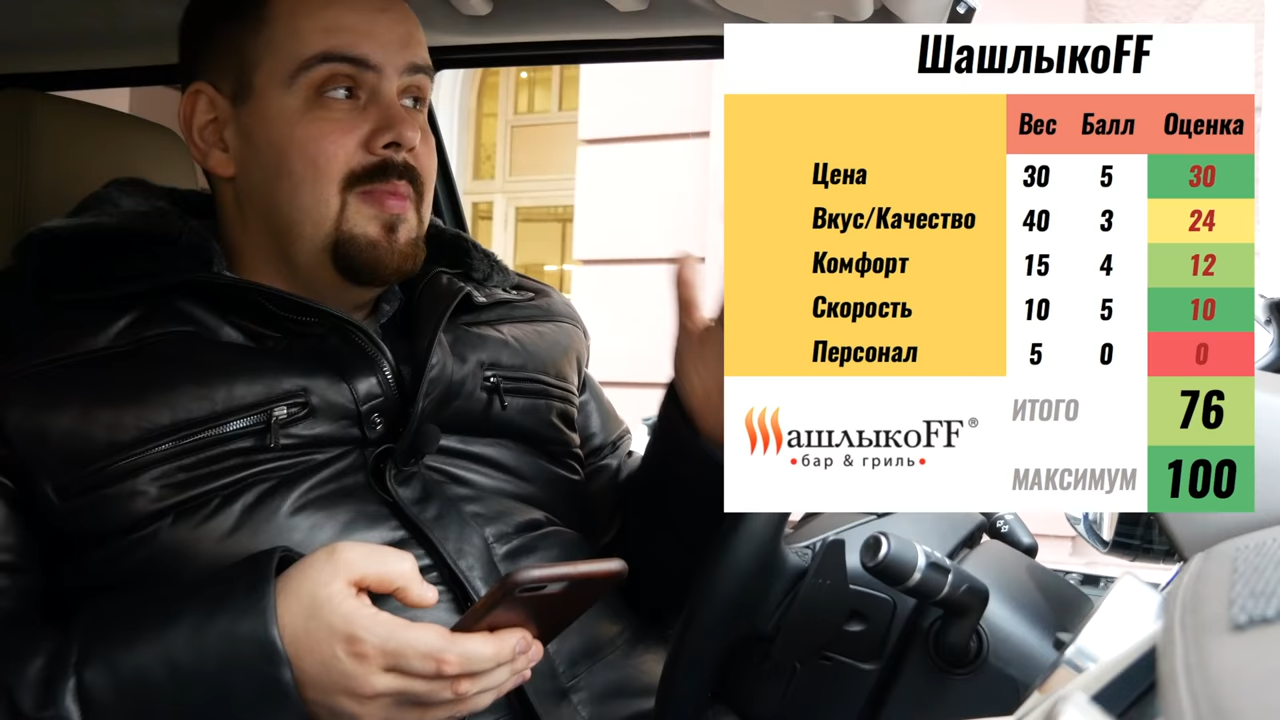 ШашлыкоFF
Вес Балл Оценка
Цена 30 5 30
Вкус/Качество 40 3 24
Комфорт 15 4 12
Скорость 10 5 10
Персонал 5 0 0
ИТОГО 76
МАКСИМУМ 100
ШашлыкоFF®
•бар & гриль•